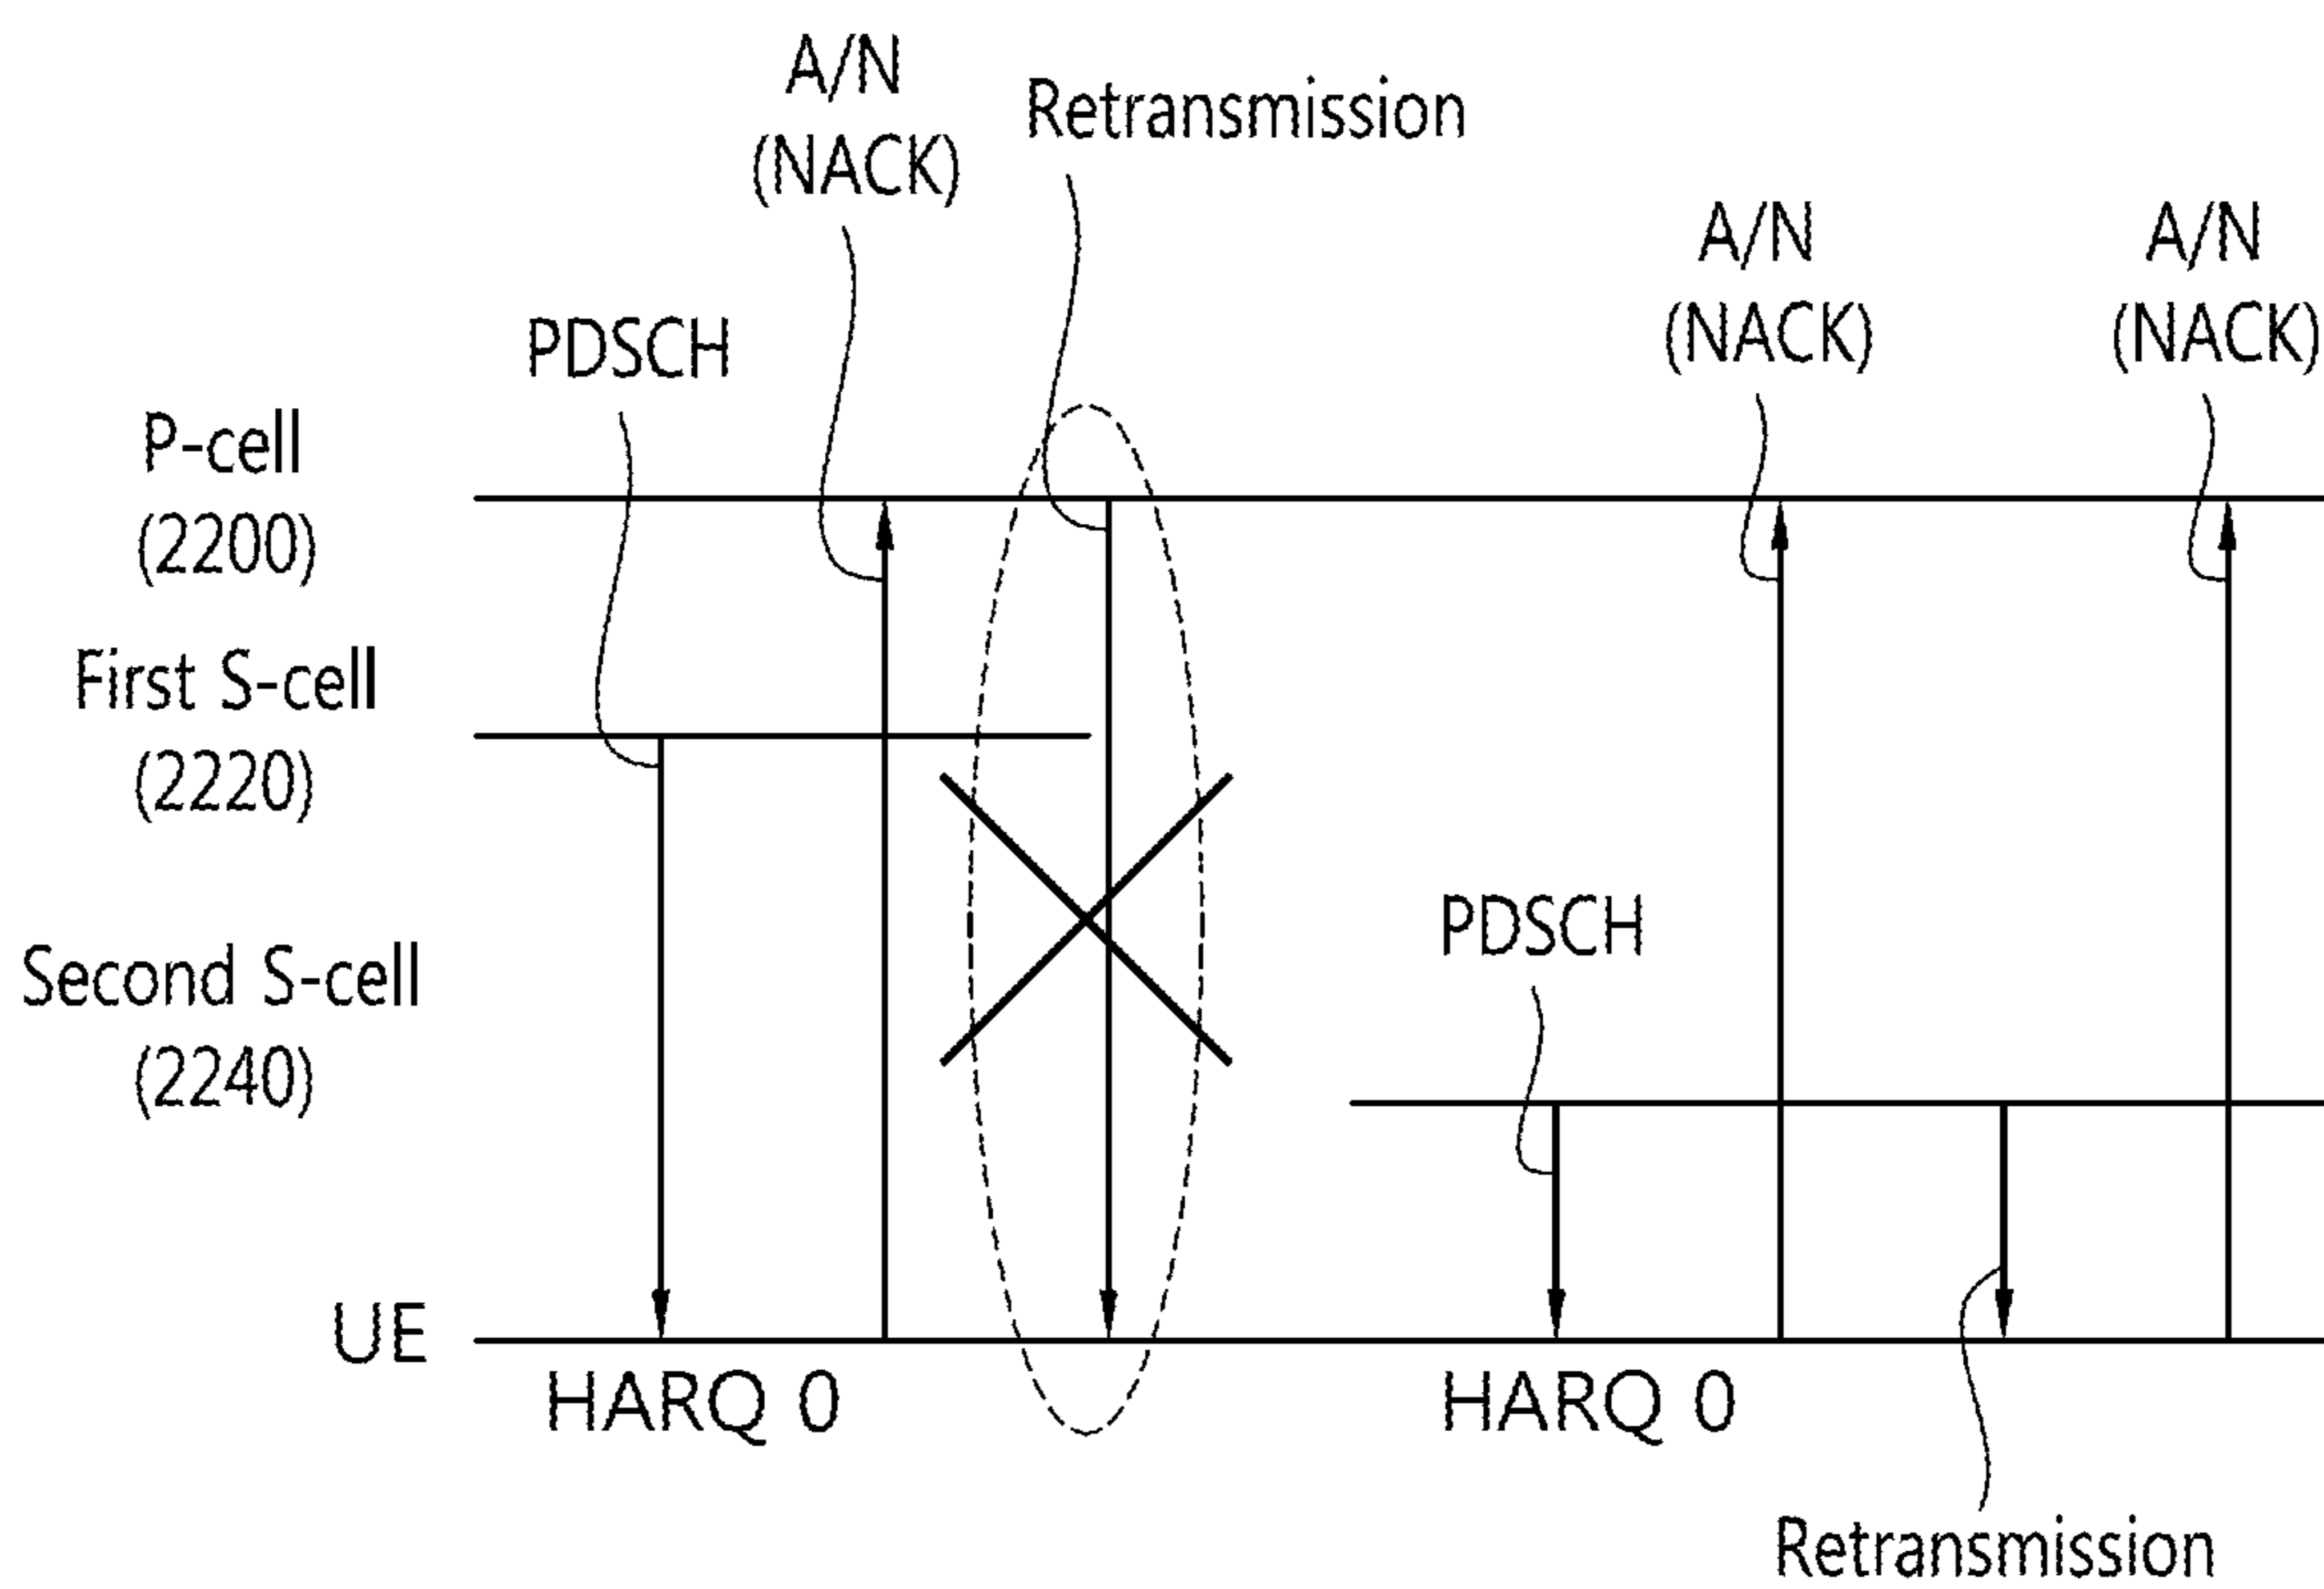 A/N
(NACK)
Retransmission
A/N
(NACK)
A/N
(NACK)
PDSCH
P-cell
(2200)
First S-cell
(2220)
PDSCH
Second S-cell
(2240)
UE
HARQ 0
HARQ 0
Retransmission